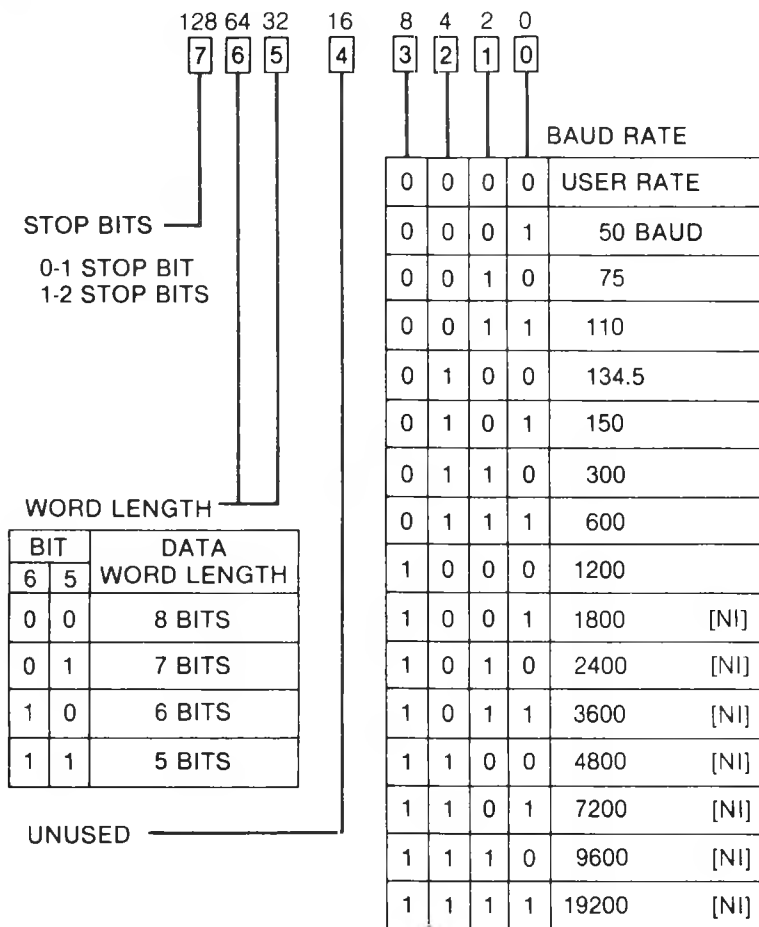 128 64 32 16 8 4 2 0
7 6 5 4 3 2 1 0
BAUD RATE
0 0 0 0 USER RATE
0 0 0 1 50 BAUD
0 0 1 0 75
0 0 1 1 110
0 1 0 0 134.5
0 1 0 1 150
0 1 1 0 300
0 1 1 1 600
1 0 0 0 1200
1 0 0 1 1800 [NI]
1 0 1 0 2400 [NI]
1 0 1 1 3600 [NI]
1 1 0 0 4800 [NI]
1 1 0 1 7200 [NI]
1 1 1 0 9600 [NI]
1 1 1 1 19200 [NI]
STOP BITS
0-1 STOP BIT
1-2 STOP BITS
WORD LENGTH
BIT DATA
6 5 WORD LENGTH
0 0 8 BITS
0 1 7 BITS
1 0 6 BITS
1 1 5 BITS
UNUSED